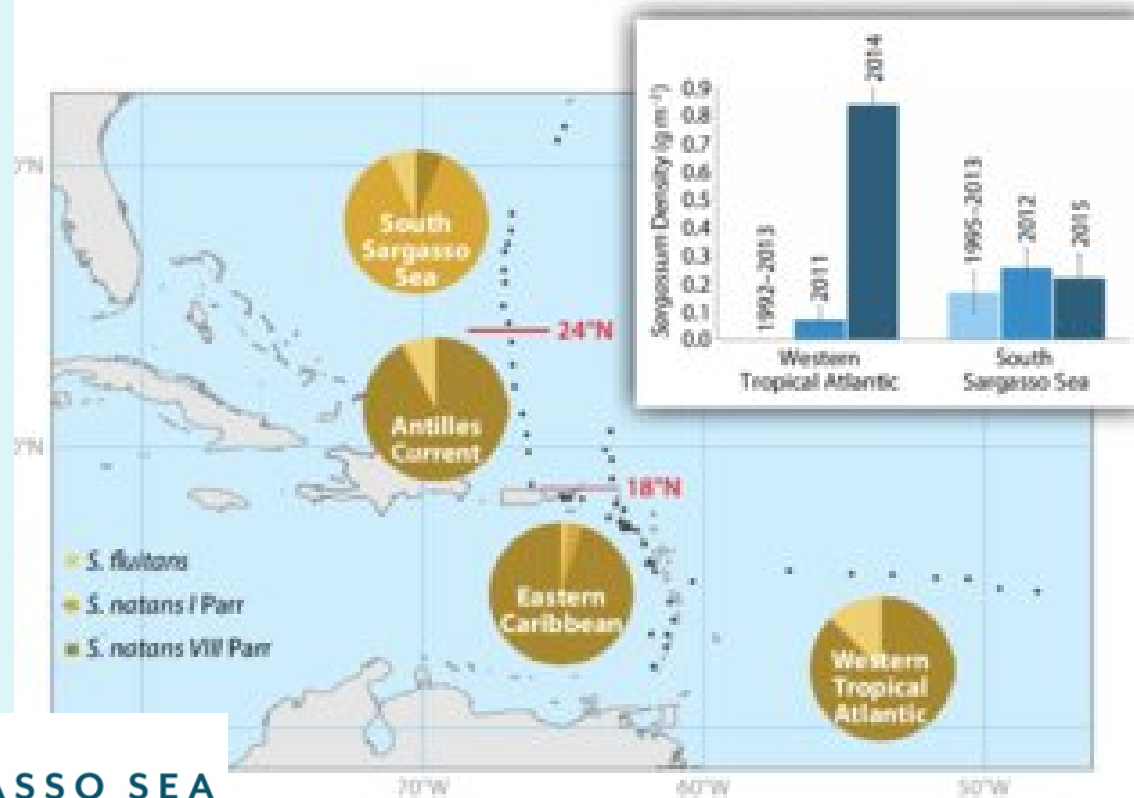 Sargassum Density (g m⁻²)
0.9
0.8
0.7
0.6
0.5
0.4
0.3
0.2
0.1
0.0
1992–2013
2011
2014
1995–2013
2012
2015
Western
Tropical Atlantic
South
Sargasso Sea
0°N
South
Sargasso
Sea
24°N
Antilles
Current
0°N
18°N
S. fluitans
S. natans I Parr
S. natans VIII Parr
Eastern
Caribbean
Western
Tropical
Atlantic
ASSO SEA
70°W
60°W
50°W